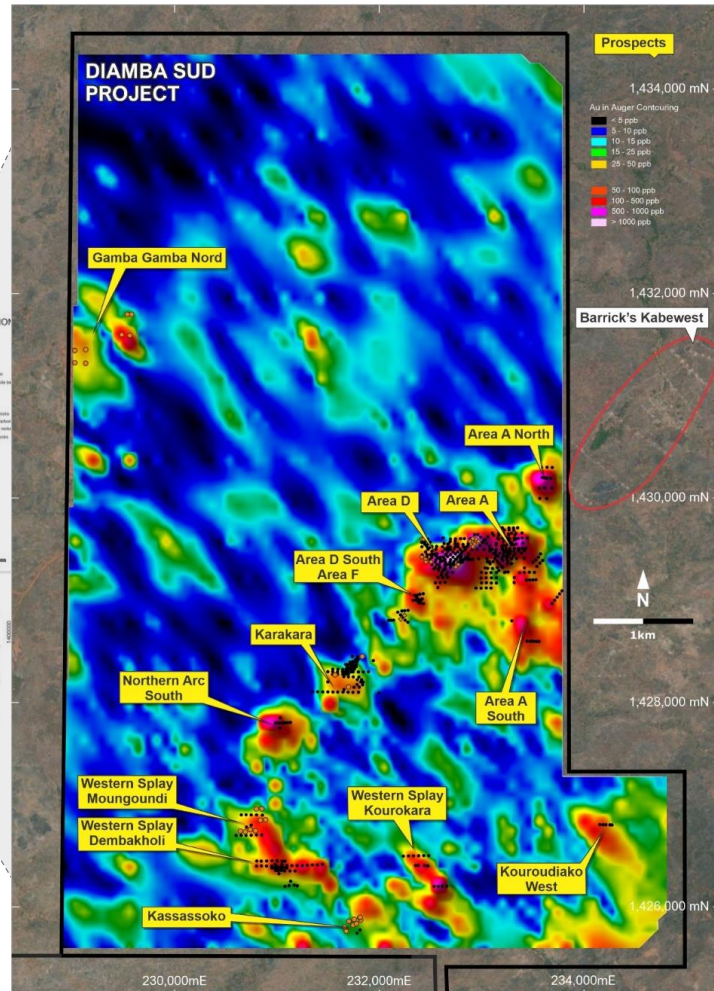 DIAMBA SUD
PROJECT
Prospects
1,434,000 mN
Au in Auger Contouring
< 5 ppb
5 - 10 ppb
10 - 15 ppb
15 - 25 ppb
25 - 50 ppb
50 - 100 ppb
100 - 500 ppb
500 - 1000 ppb
> 1000 ppb
Gamba Gamba Nord
1,432,000 mN
Barrick's Kabewest
Area A North
1,430,000 mN
Area D
Area A
Area D South
Area F
N
1km
Karakara
Northern Arc
South
Area A
South
1,428,000 mN
Western Splay
Moungoundi
Western Splay
Kourokara
Western Splay
Dembakholi
Kouroudiako
West
Kassassoko
1,426,000 mN
230,000mE
232,000mE
234,000mE